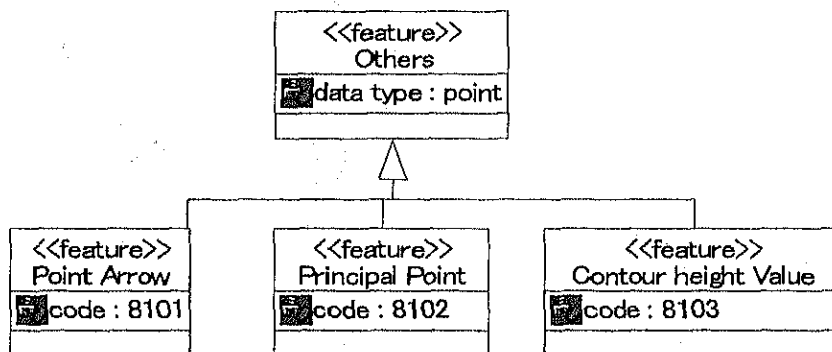 <<feature>>
Others
data type : point
<<feature>>
Point Arrow
code : 8101
<<feature>>
Principal Point
code : 8102
<<feature>>
Contour height Value
code : 8103